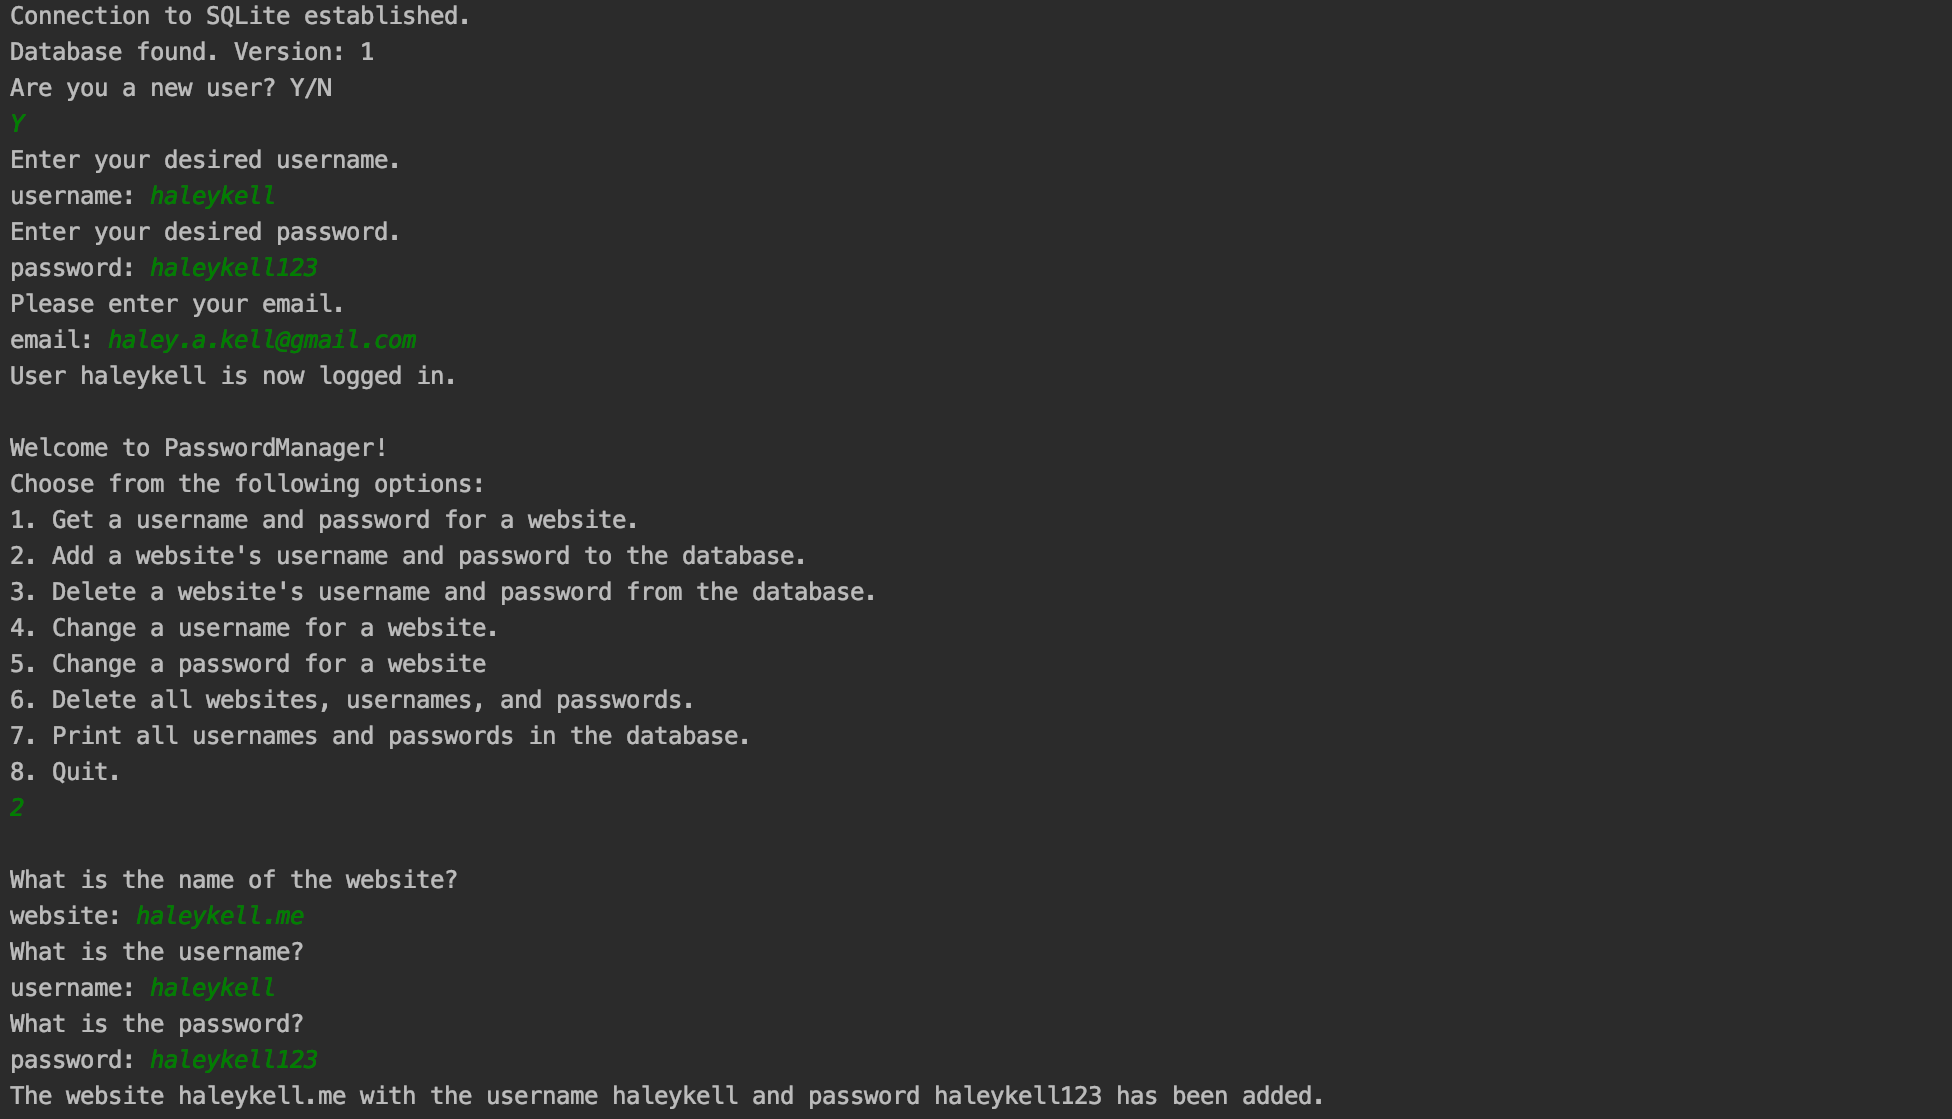 Connection to SQLite established.
Database found. Version: 1
Are you a new user? Y/N
Y
Enter your desired username.
username: haleykell
Enter your desired password.
password: haleykell123
Please enter your email.
email: haley.a.kell@gmail.com
User haleykell is now logged in.
Welcome to PasswordManager!
Choose from the following options:
1. Get a username and password for a website.
2. Add a website's username and password to the database.
3. Delete a website's username and password from the database.
4. Change a username for a website.
5. Change a password for a website
6. Delete all websites, usernames, and passwords.
7. Print all usernames and passwords in the database.
8. Quit.
2
What is the name of the website?
website: haleykell.me
What is the username?
username: haleykell
What is the password?
password: haleykell123
The website haleykell.me with the username haleykell and password haleykell123 has been added.